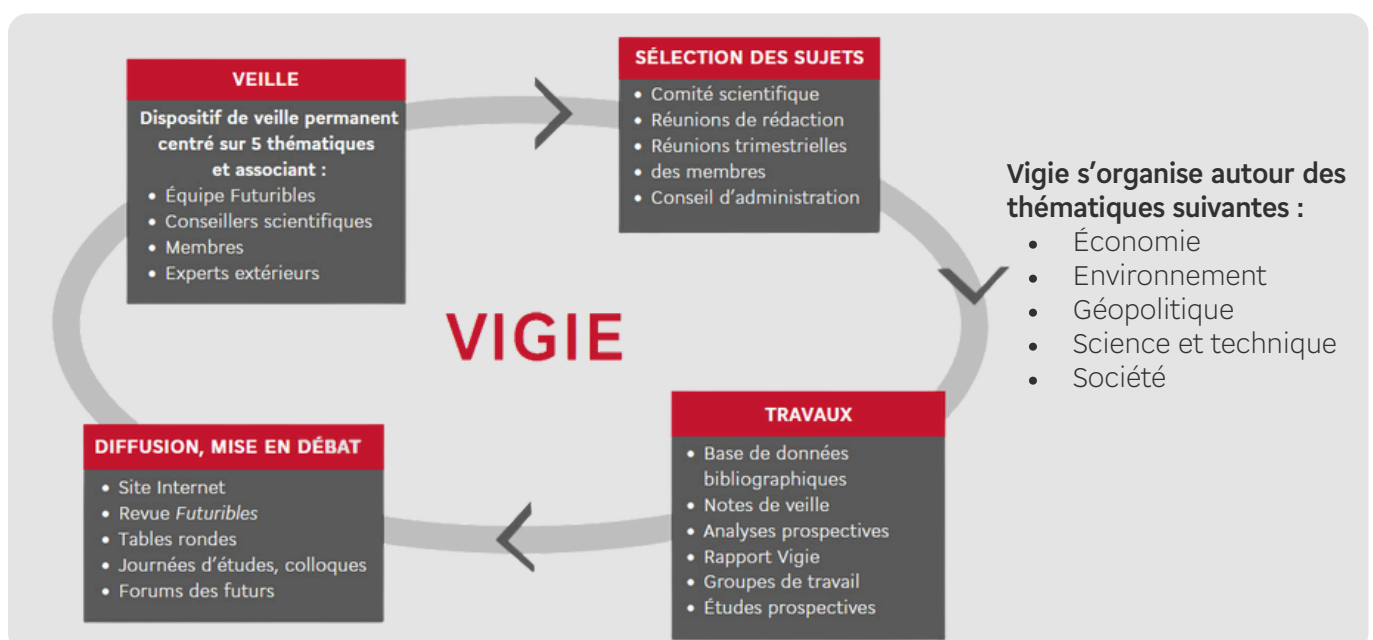 VEILLE
Dispositif de veille permanent
centré sur 5 thématiques
et associant :
• Équipe Futuribles
• Conseillers scientifiques
• Membres
• Experts extérieurs
SÉLECTION DES SUJETS
• Comité scientifique
• Réunions de rédaction
• Réunions trimestrielles
• des membres
• Conseil d'administration
VIGIE
TRAVAUX
• Base de données
bibliographiques
• Notes de veille
• Analyses prospectives
• Rapport Vigie
• Groupes de travail
• Études prospectives
DIFFUSION, MISE EN DÉBAT
• Site Internet
• Revue Futuribles
• Tables rondes
• Journées d'études, colloques
• Forums des futurs
Vigie s'organise autour des
thématiques suivantes :
• Économie
• Environnement
• Géopolitique
• Science et technique
• Société